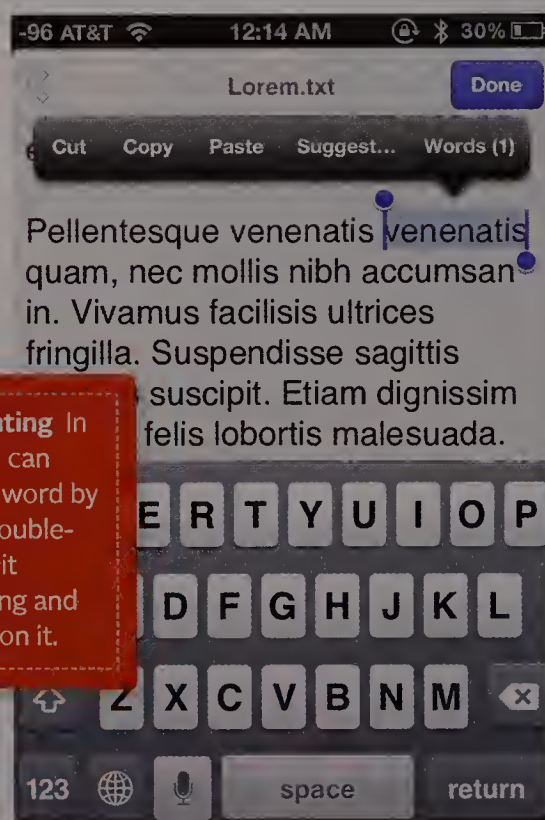 -96 AT&T 12:14 AM 30%
Lorem.txt Done
Cut Copy Paste Suggest... Words (1)
Pellentesque venenatis venenatis
quam, nec mollis nibh accumsan
in. Vivamus facilisis ultrices
fringilla. Suspendisse sagittis
suscipit. Etiam dignissim
felis lobortis malesuada.
ting In
can
word by
ouble-
it
ng and
on it.
E R T Y U I O P
D F G H J K L
Z X C V B N M
123 space return